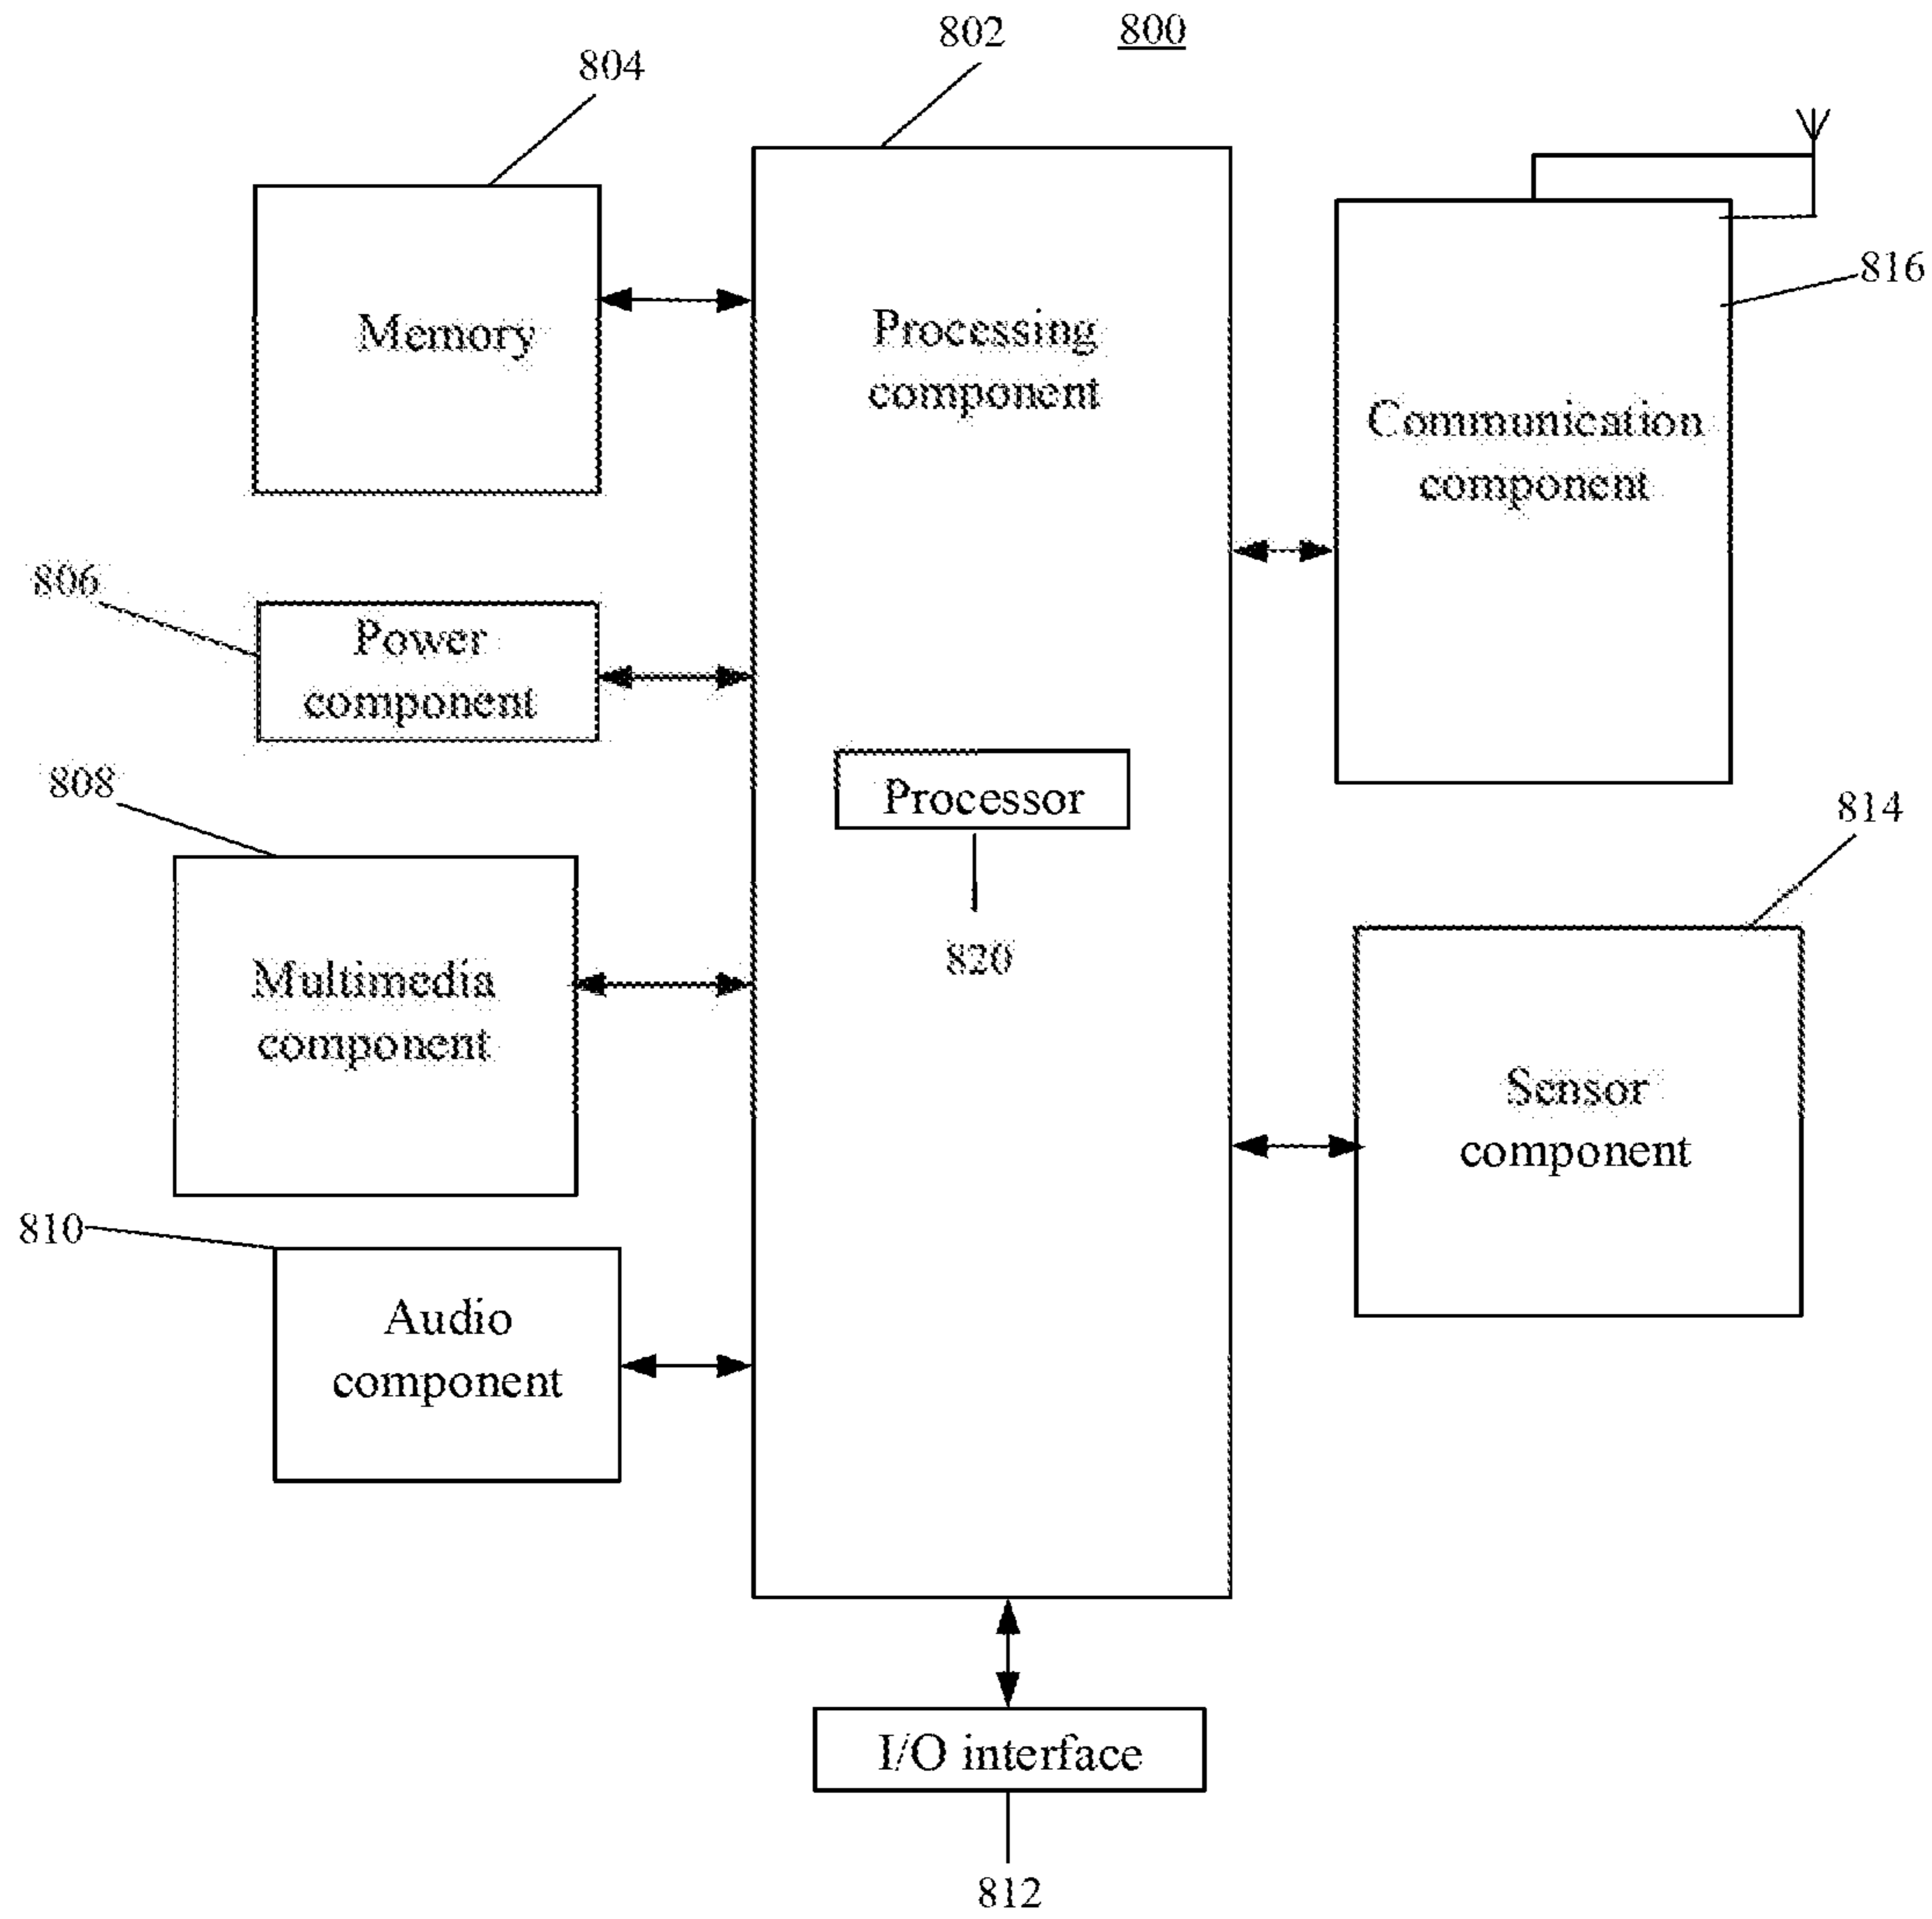 802
800
804
Memory
Processing
component
816
Communication
component
806
Power
component
808
Processor
814
820
Multimedia
component
Sensor
component
810
Audio
component
I/O interface
812